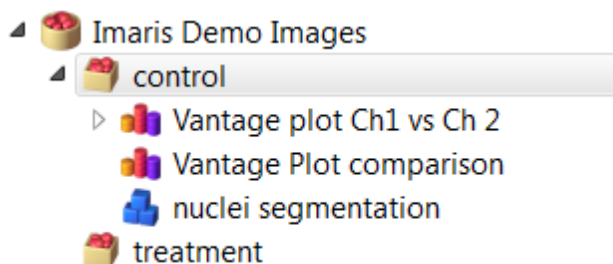 Imaris Demo Images
control
Vantage plot Ch1 vs Ch 2
Vantage Plot comparison
nuclei segmentation
treatment